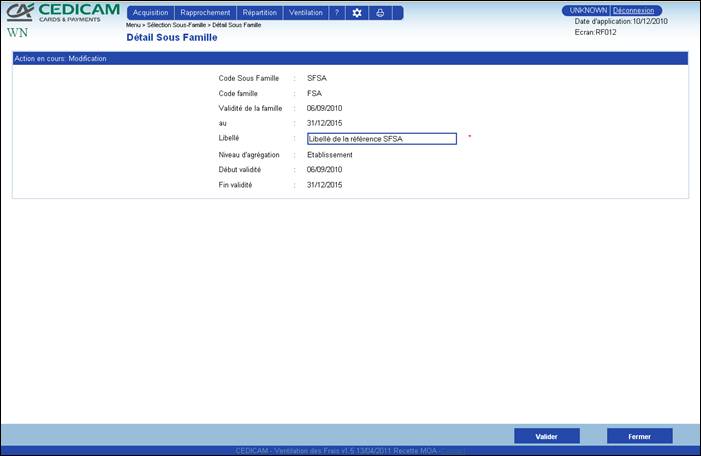 CEDICAM
CARDS & PAYMENTS
WN
Acquisition Rapprochement Répartition Ventilation ?
Menu > Sélection Sous-Famille > Détail Sous Famille
Détail Sous Famille
UNKNOWN Déconnexion
Date d'application:10/12/2010
Ecran:RF012
Action en cours: Modification
Code Sous Famille : SFSA
Code famille : FSA
Validité de la famille : 06/09/2010
au : 31/12/2015
Libellé : Libellé de la référence SFSA *
Niveau d'agrégation : Etablissement
Début validité : 06/09/2010
Fin validité : 31/12/2015
Valider Fermer
CEDICAM - Ventilation des Frais v1.5 13/04/2011 Recette MOA -